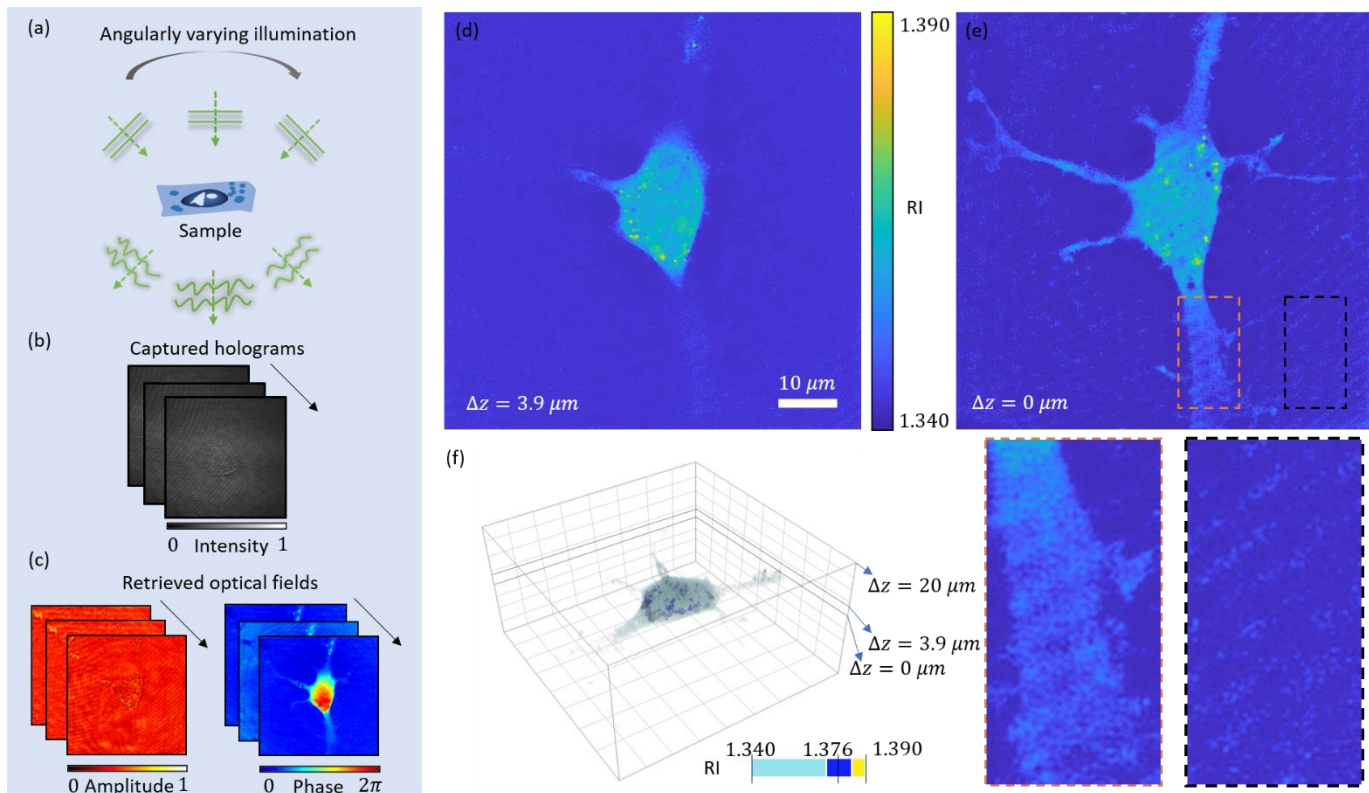 (a)
Angularly varying illumination
Sample
(b)
Captured holograms
0 Intensity 1
(c)
Retrieved optical fields
0 Amplitude 1
0 Phase 2π
(d)
Δz = 3.9 μm
10 μm
1.390
RI
1.340
(e)
Δz = 0 μm
(f)
Δz = 20 μm
Δz = 3.9 μm
Δz = 0 μm
1.340 1.376 1.390
RI